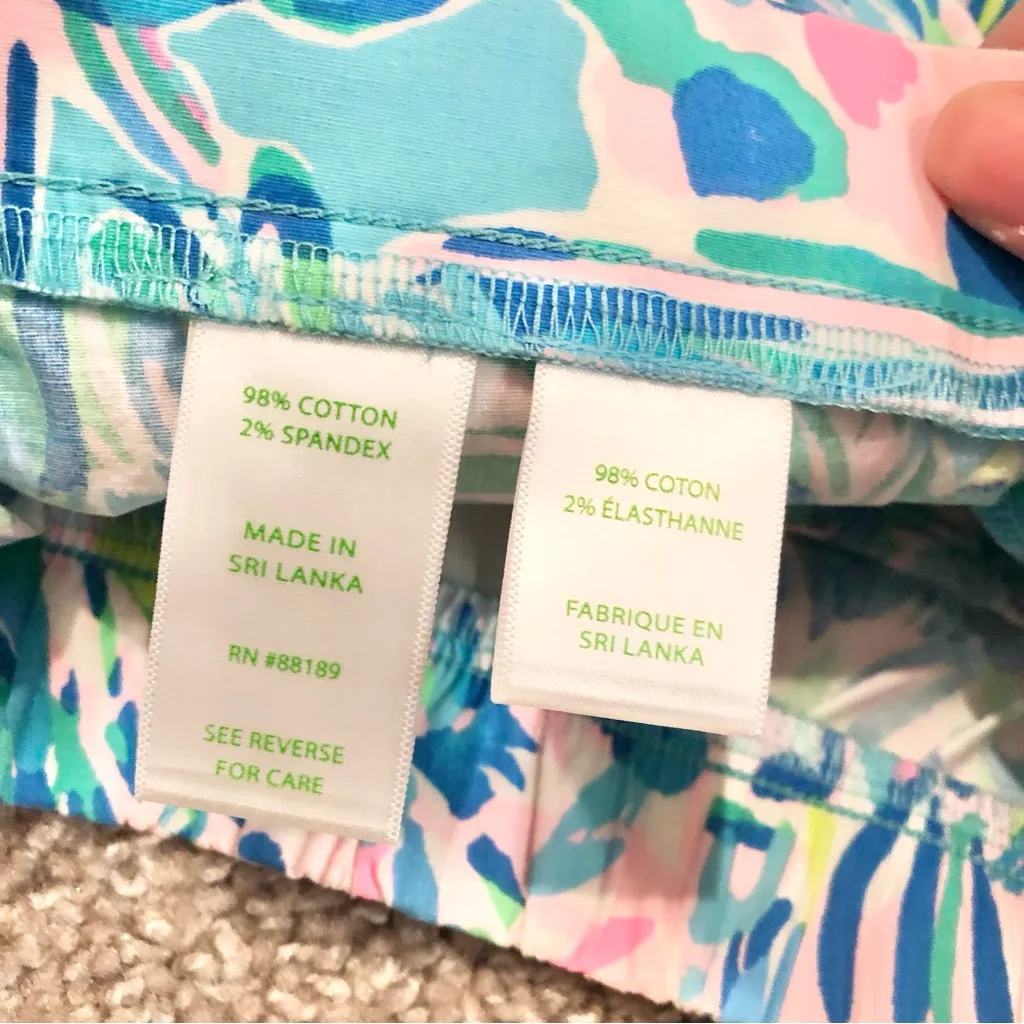 98% COTTON
2% SPANDEX
MADE IN
SRI LANKA
RN #88189
SEE REVERSE
FOR CARE
98% COTON
2% ÉLASTHANNE
FABRIQUE EN
SRI LANKA